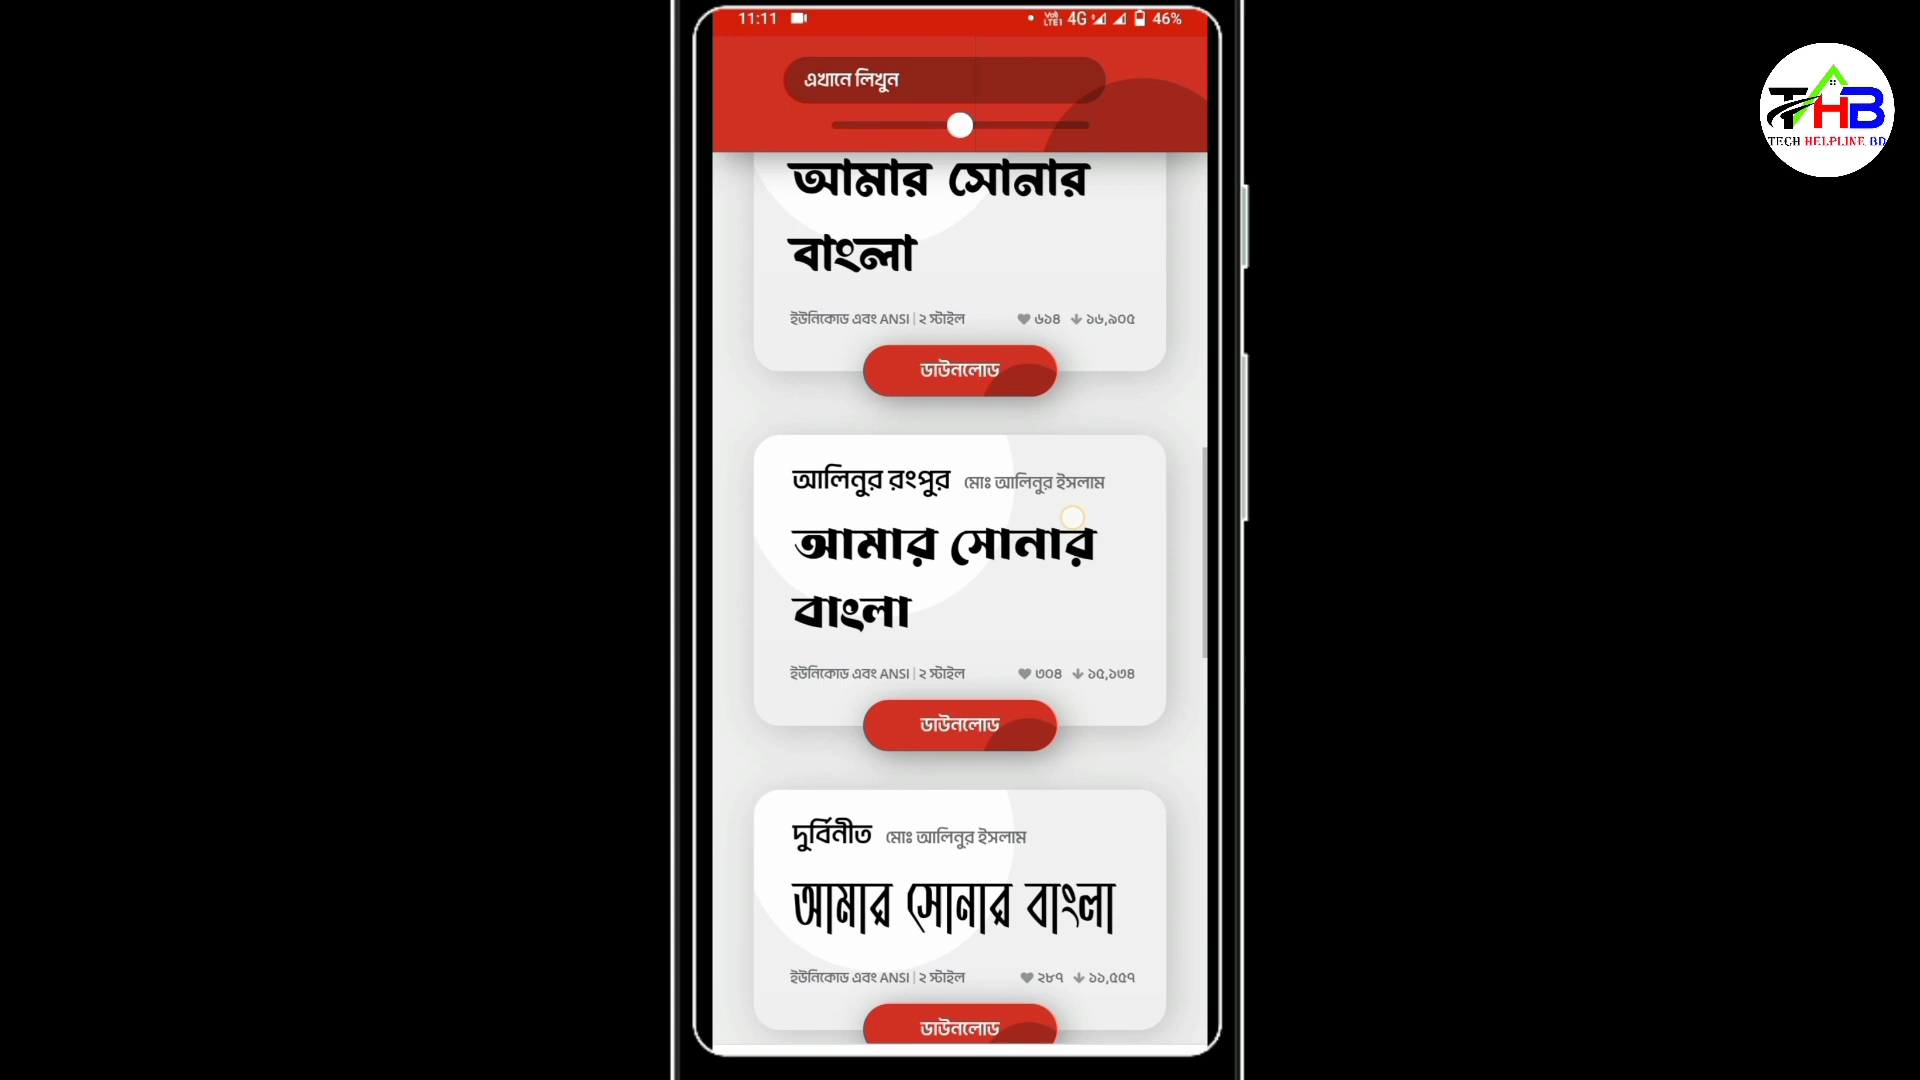 11:11 VoLTE1 4G 46%
THB
TECH HELPLINE BD
এখানে লিখুন
আমার সোনার
বাংলা
ইউনিকোড এবং ANSI | ২ স্টাইল ৬১৪ ১৬,৯০৫
ডাউনলোড
আলিনুর রংপুর মোঃ আলিনুর ইসলাম
আমার সোনার
বাংলা
ইউনিকোড এবং ANSI | ২ স্টাইল ৩০৪ ১৫,১৩৪
ডাউনলোড
দুর্বিনীত মোঃ আলিনুর ইসলাম
আমার সোনার বাংলা
ইউনিকোড এবং ANSI | ২ স্টাইল ২৮৭ ১১,৫৫৭
ডাউনলোড